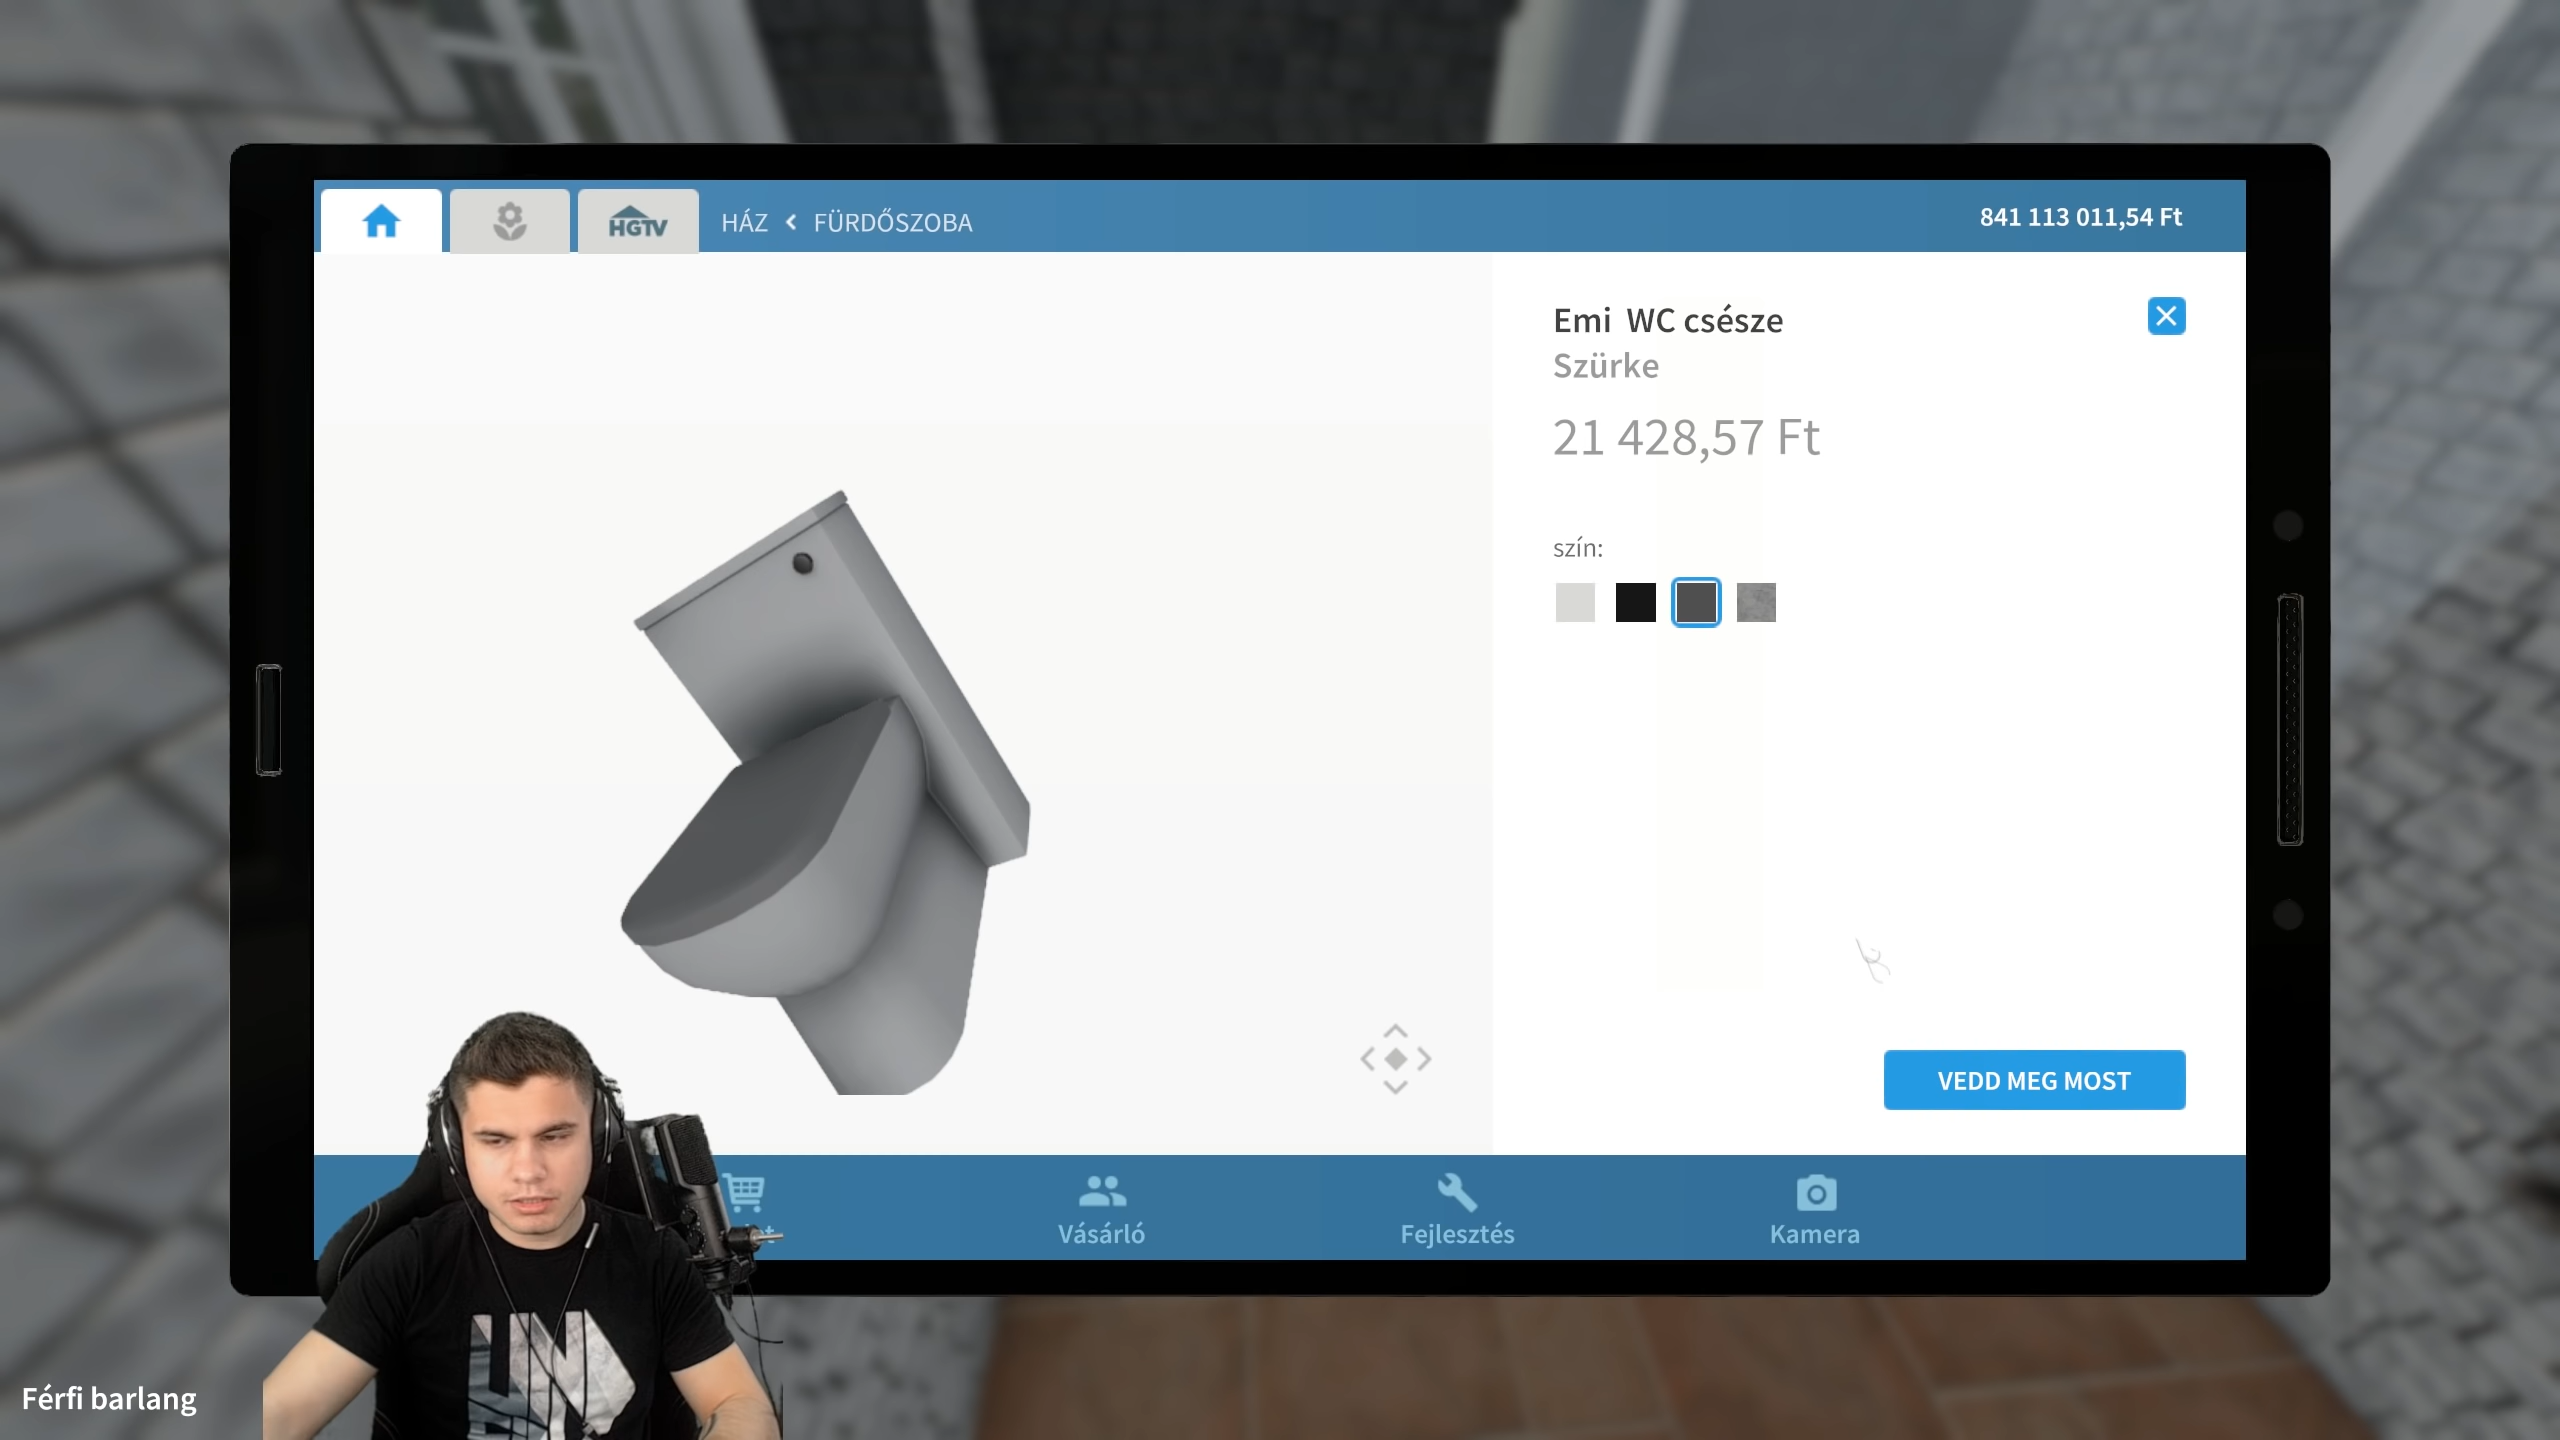 HGTV
HÁZ < FÜRDŐSZOBA
841 113 011,54 Ft
Emi WC csésze
Szürke
21 428,57 Ft
szín:
VEDD MEG MOST
Vásárló
Fejlesztés
Kamera
Férfi barlang